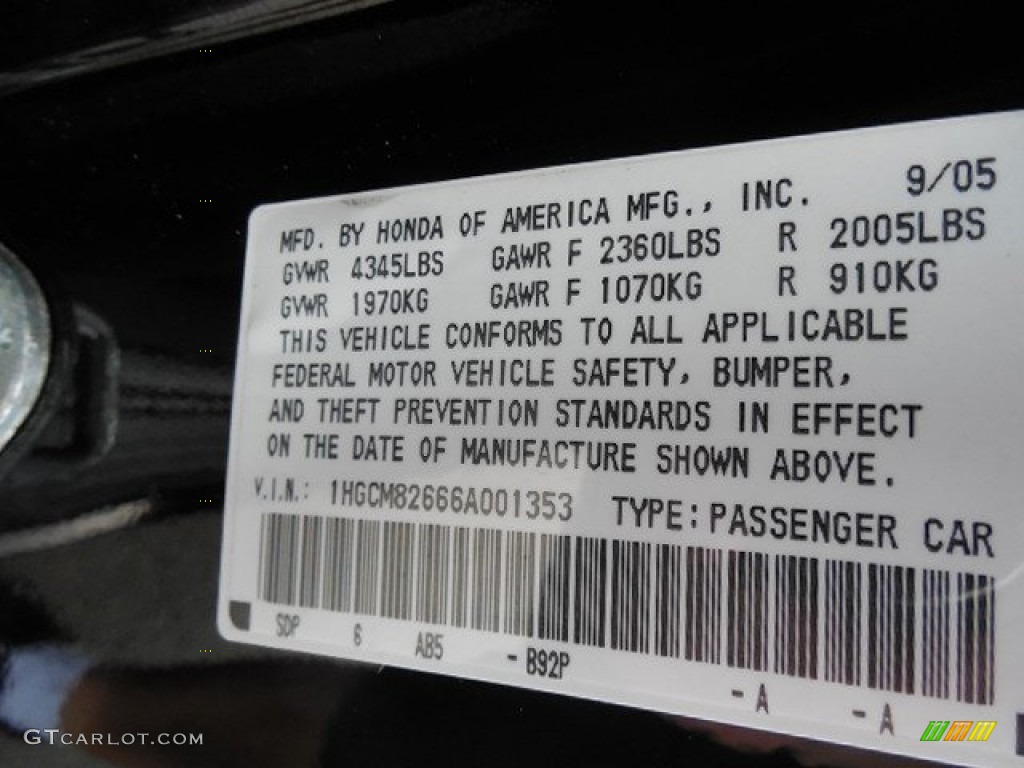 MFD. BY HONDA OF AMERICA MFG., INC. 9/05
GVWR 4345LBS GAWR F 2360LBS R 2005LBS
GVWR 1970KG GAWR F 1070KG R 910KG
THIS VEHICLE CONFORMS TO ALL APPLICABLE
FEDERAL MOTOR VEHICLE SAFETY, BUMPER,
AND THEFT PREVENTION STANDARDS IN EFFECT
ON THE DATE OF MANUFACTURE SHOWN ABOVE.
V.I.N.: 1HGCM82666A001353 TYPE: PASSENGER CAR
SDP 6 AB5 - B92P - A - A
GTCARLOT.COM